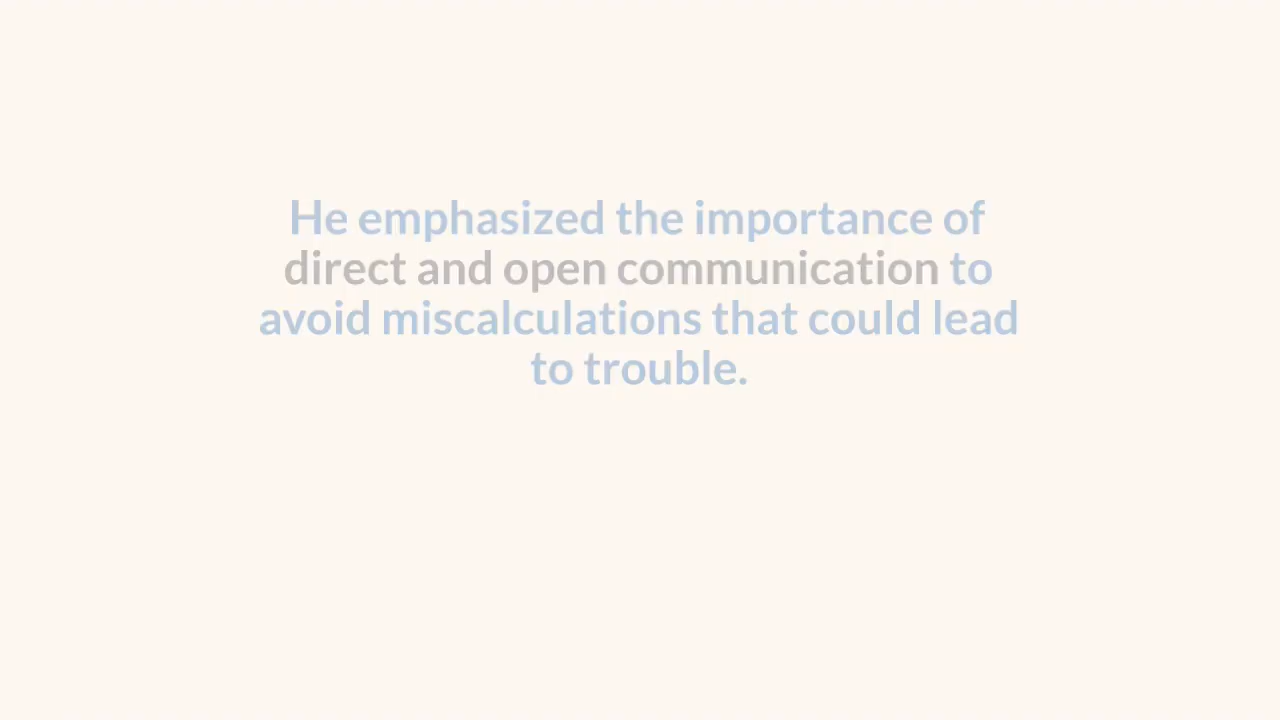 He emphasized the importance of
direct and open communication to
avoid miscalculations that could lead
to trouble.